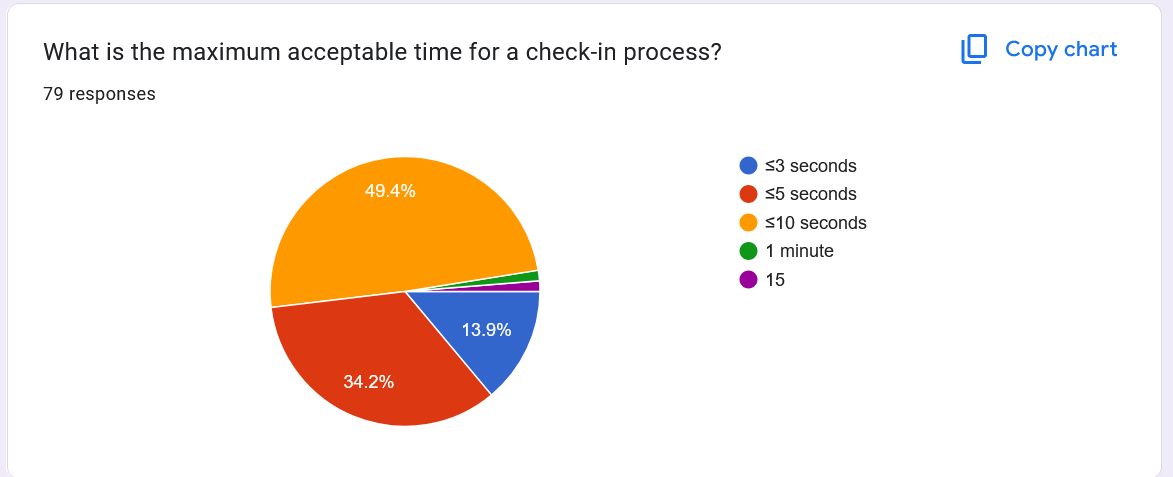 What is the maximum acceptable time for a check-in process?
Copy chart
79 responses
49.4%
34.2%
13.9%
≤3 seconds
≤5 seconds
≤10 seconds
1 minute
15